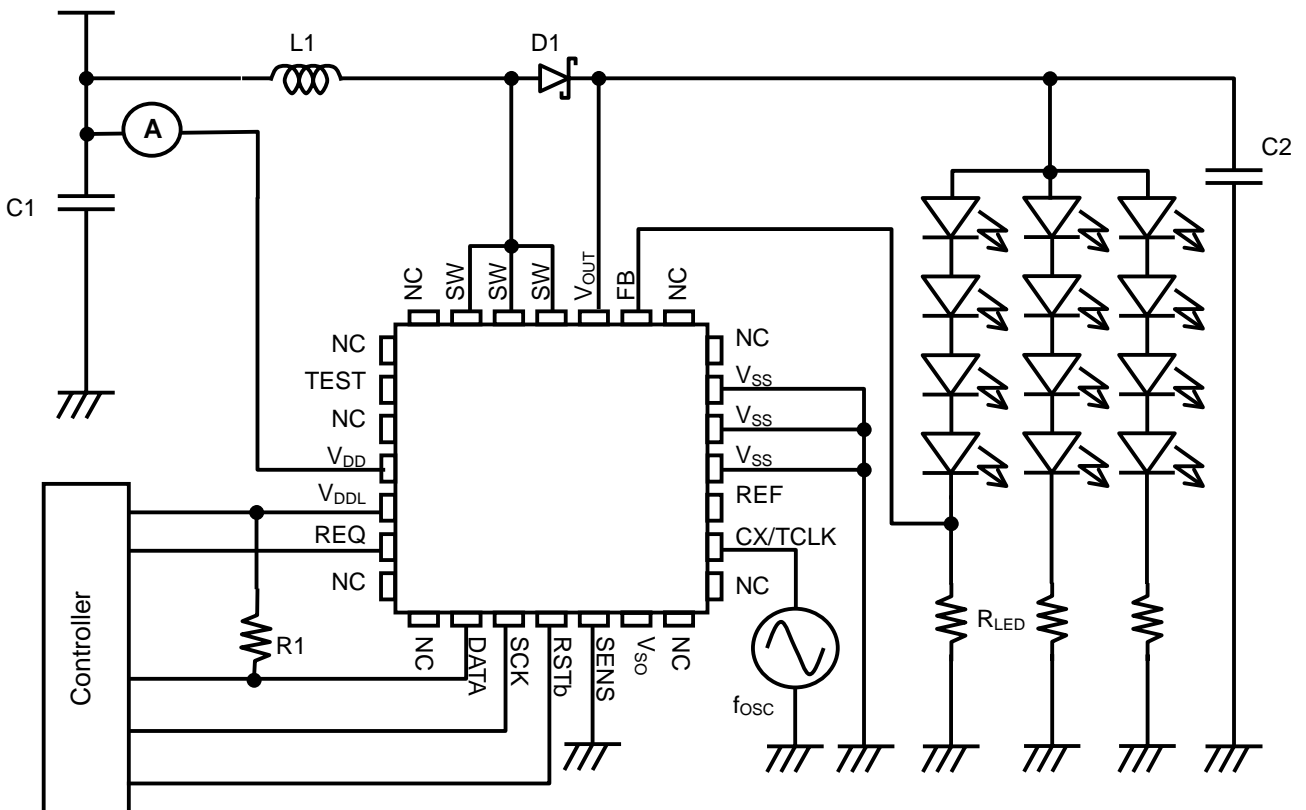 L1
D1
A
C2
C1
NC
SW
SW
SW
VOUT
FB
NC
NC
TEST
NC
VDD
VDDL
REQ
NC
NC
VSS
VSS
VSS
REF
CX/TCLK
NC
NC
DATA
SCK
RSTb
SENS
VSO
NC
R1
RLED
fOSC
Controller